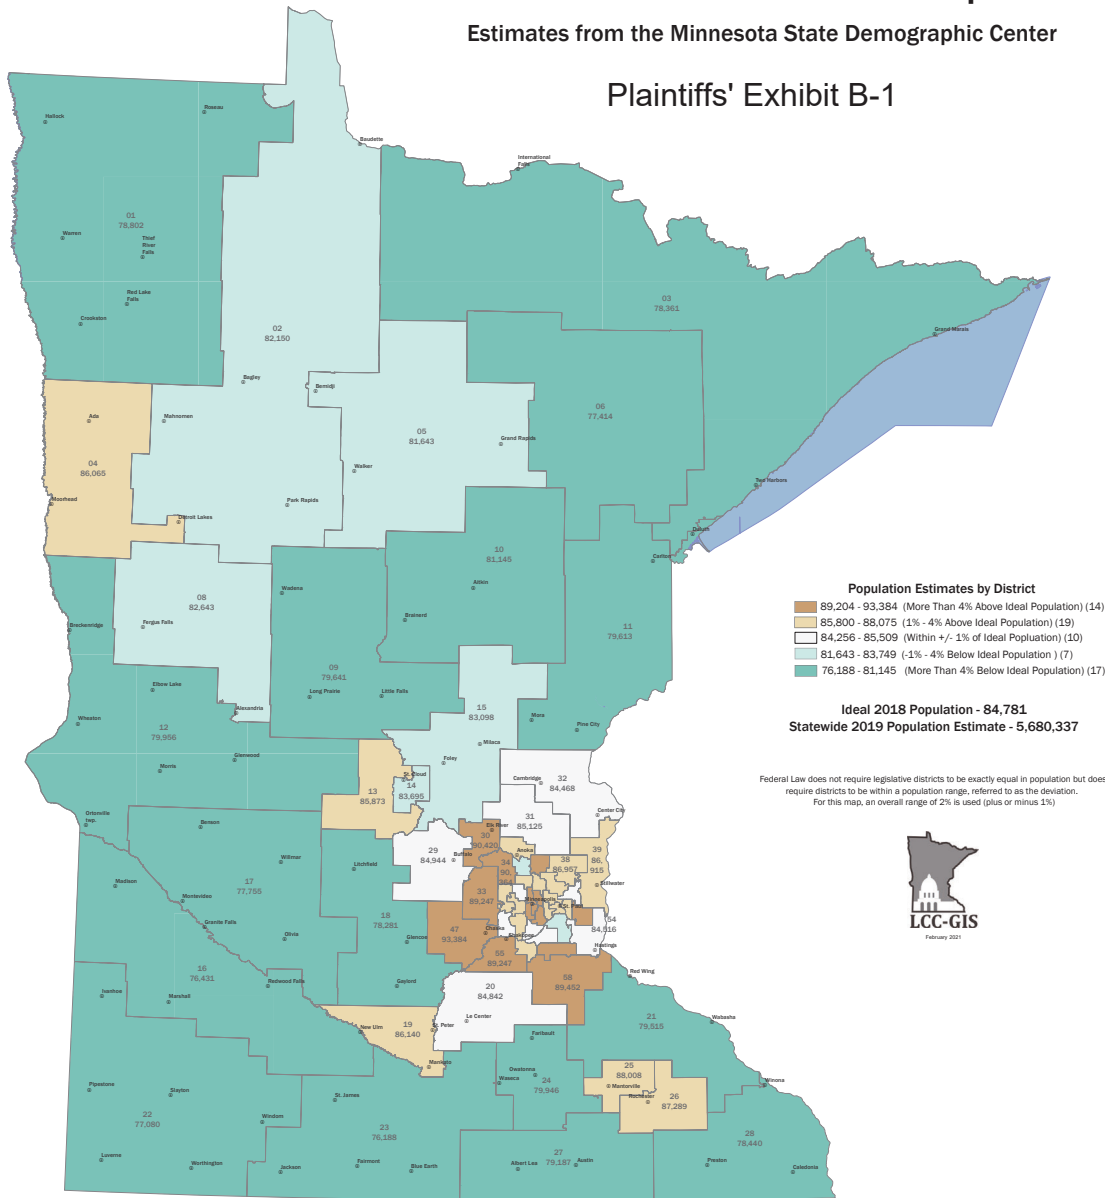 Estimates from the Minnesota State Demographic Center
Plaintiffs' Exhibit B-1
Hallock
Roseau
Baudette
International
Falls
01
78,802
Warren
Thief
River
Falls
Red Lake
Falls
Crookston
02
82,150
03
78,361
Grand Marais
Bagley
Bemidji
Ada
Mahnomen
04
86,065
05
81,643
06
77,414
Grand Rapids
Walker
Two Harbors
Moorhead
Park Rapids
Detroit Lakes
Duluth
10
81,145
Carlton
Aitkin
Wadena
08
82,643
Fergus Falls
Brainerd
Breckenridge
11
79,613
09
79,641
Elbow Lake
Long Prairie
Little Falls
Alexandria
15
83,098
Mora
Pine City
Wheaton
12
79,956
Milaca
Glenwood
Foley
Morris
St. Cloud
13
85,873
14
83,695
Cambridge
32
84,468
Ortonville
twp.
Benson
Center City
31
85,125
Elk River
30
90,420
29
84,944
Buffalo
Anoka
39
86,
915
38
86,957
34
90,
Willmar
Litchfield
Stillwater
Madison
17
77,755
Montevideo
33
89,247
Minneapolis
St. Paul
Granite Falls
18
78,281
Olivia
Glencoe
47
93,384
Chaska
Shakopee
54
84,516
Hastings
55
89,247
16
76,431
Redwood Falls
Gaylord
58
89,452
Red Wing
Ivanhoe
Marshall
20
84,842
Le Center
New Ulm
19
86,140
St. Peter
21
79,515
Wabasha
Faribault
Mankato
Owatonna
Waseca
24
79,946
25
88,008
Mantorville
Rochester
26
87,289
Winona
Pipestone
Slayton
St. James
22
77,080
Windom
23
76,188
28
78,440
27
79,187
Luverne
Worthington
Jackson
Fairmont
Blue Earth
Albert Lea
Austin
Preston
Caledonia
Population Estimates by District
89,204 - 93,384 (More Than 4% Above Ideal Population) (14)
85,800 - 88,075 (1% - 4% Above Ideal Population) (19)
84,256 - 85,509 (Within +/- 1% of Ideal Popluation) (10)
81,643 - 83,749 (-1% - 4% Below Ideal Population ) (7)
76,188 - 81,145 (More Than 4% Below Ideal Population) (17)
Ideal 2018 Population - 84,781
Statewide 2019 Population Estimate - 5,680,337
Federal Law does not require legislative districts to be exactly equal in population but does
require districts to be within a population range, referred to as the deviation.
For this map, an overall range of 2% is used (plus or minus 1%)
LCC-GIS
February 2021